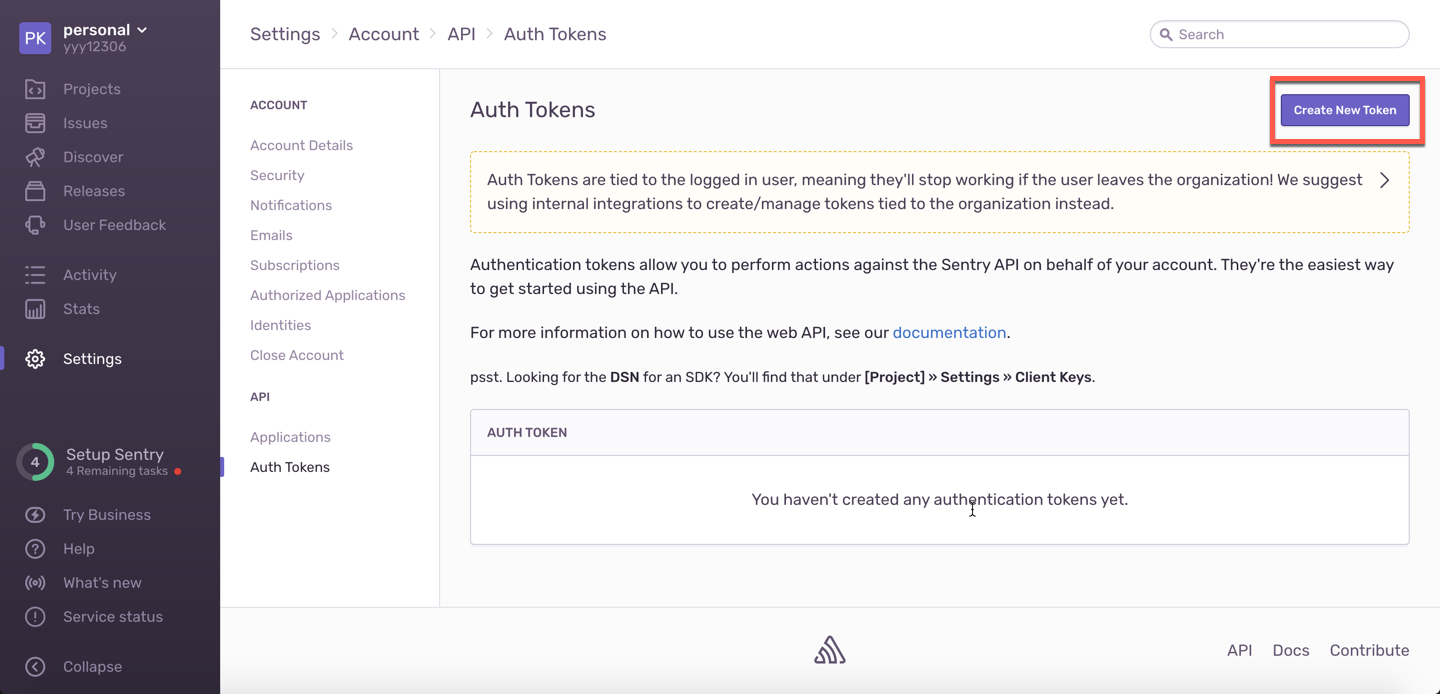 PK
personal
yyy12306
Projects
Issues
Discover
Releases
User Feedback
Activity
Stats
Settings
4
Setup Sentry
4 Remaining tasks
Try Business
Help
What's new
Service status
Collapse
Settings > Account > API > Auth Tokens
Search
ACCOUNT
Account Details
Security
Notifications
Emails
Subscriptions
Authorized Applications
Identities
Close Account
API
Applications
Auth Tokens
Auth Tokens
Create New Token
Auth Tokens are tied to the logged in user, meaning they'll stop working if the user leaves the organization! We suggest
using internal integrations to create/manage tokens tied to the organization instead.
Authentication tokens allow you to perform actions against the Sentry API on behalf of your account. They're the easiest way
to get started using the API.
For more information on how to use the web API, see our documentation.
psst. Looking for the DSN for an SDK? You'll find that under [Project] » Settings » Client Keys.
AUTH TOKEN
You haven't created any authentication tokens yet.
API Docs Contribute